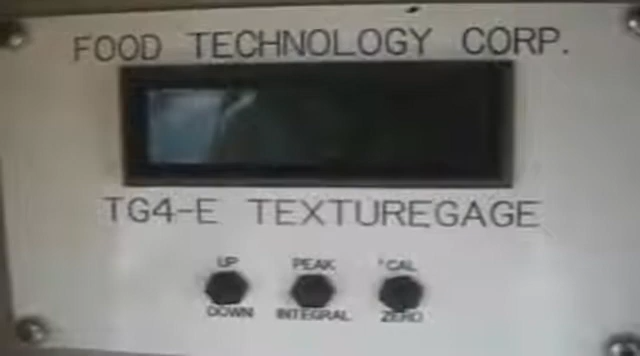 FOOD TECHNOLOGY CORP.
TG4-E TEXTUREGAGE
UP PEAK CAL
DOWN INTEGRAL ZERO